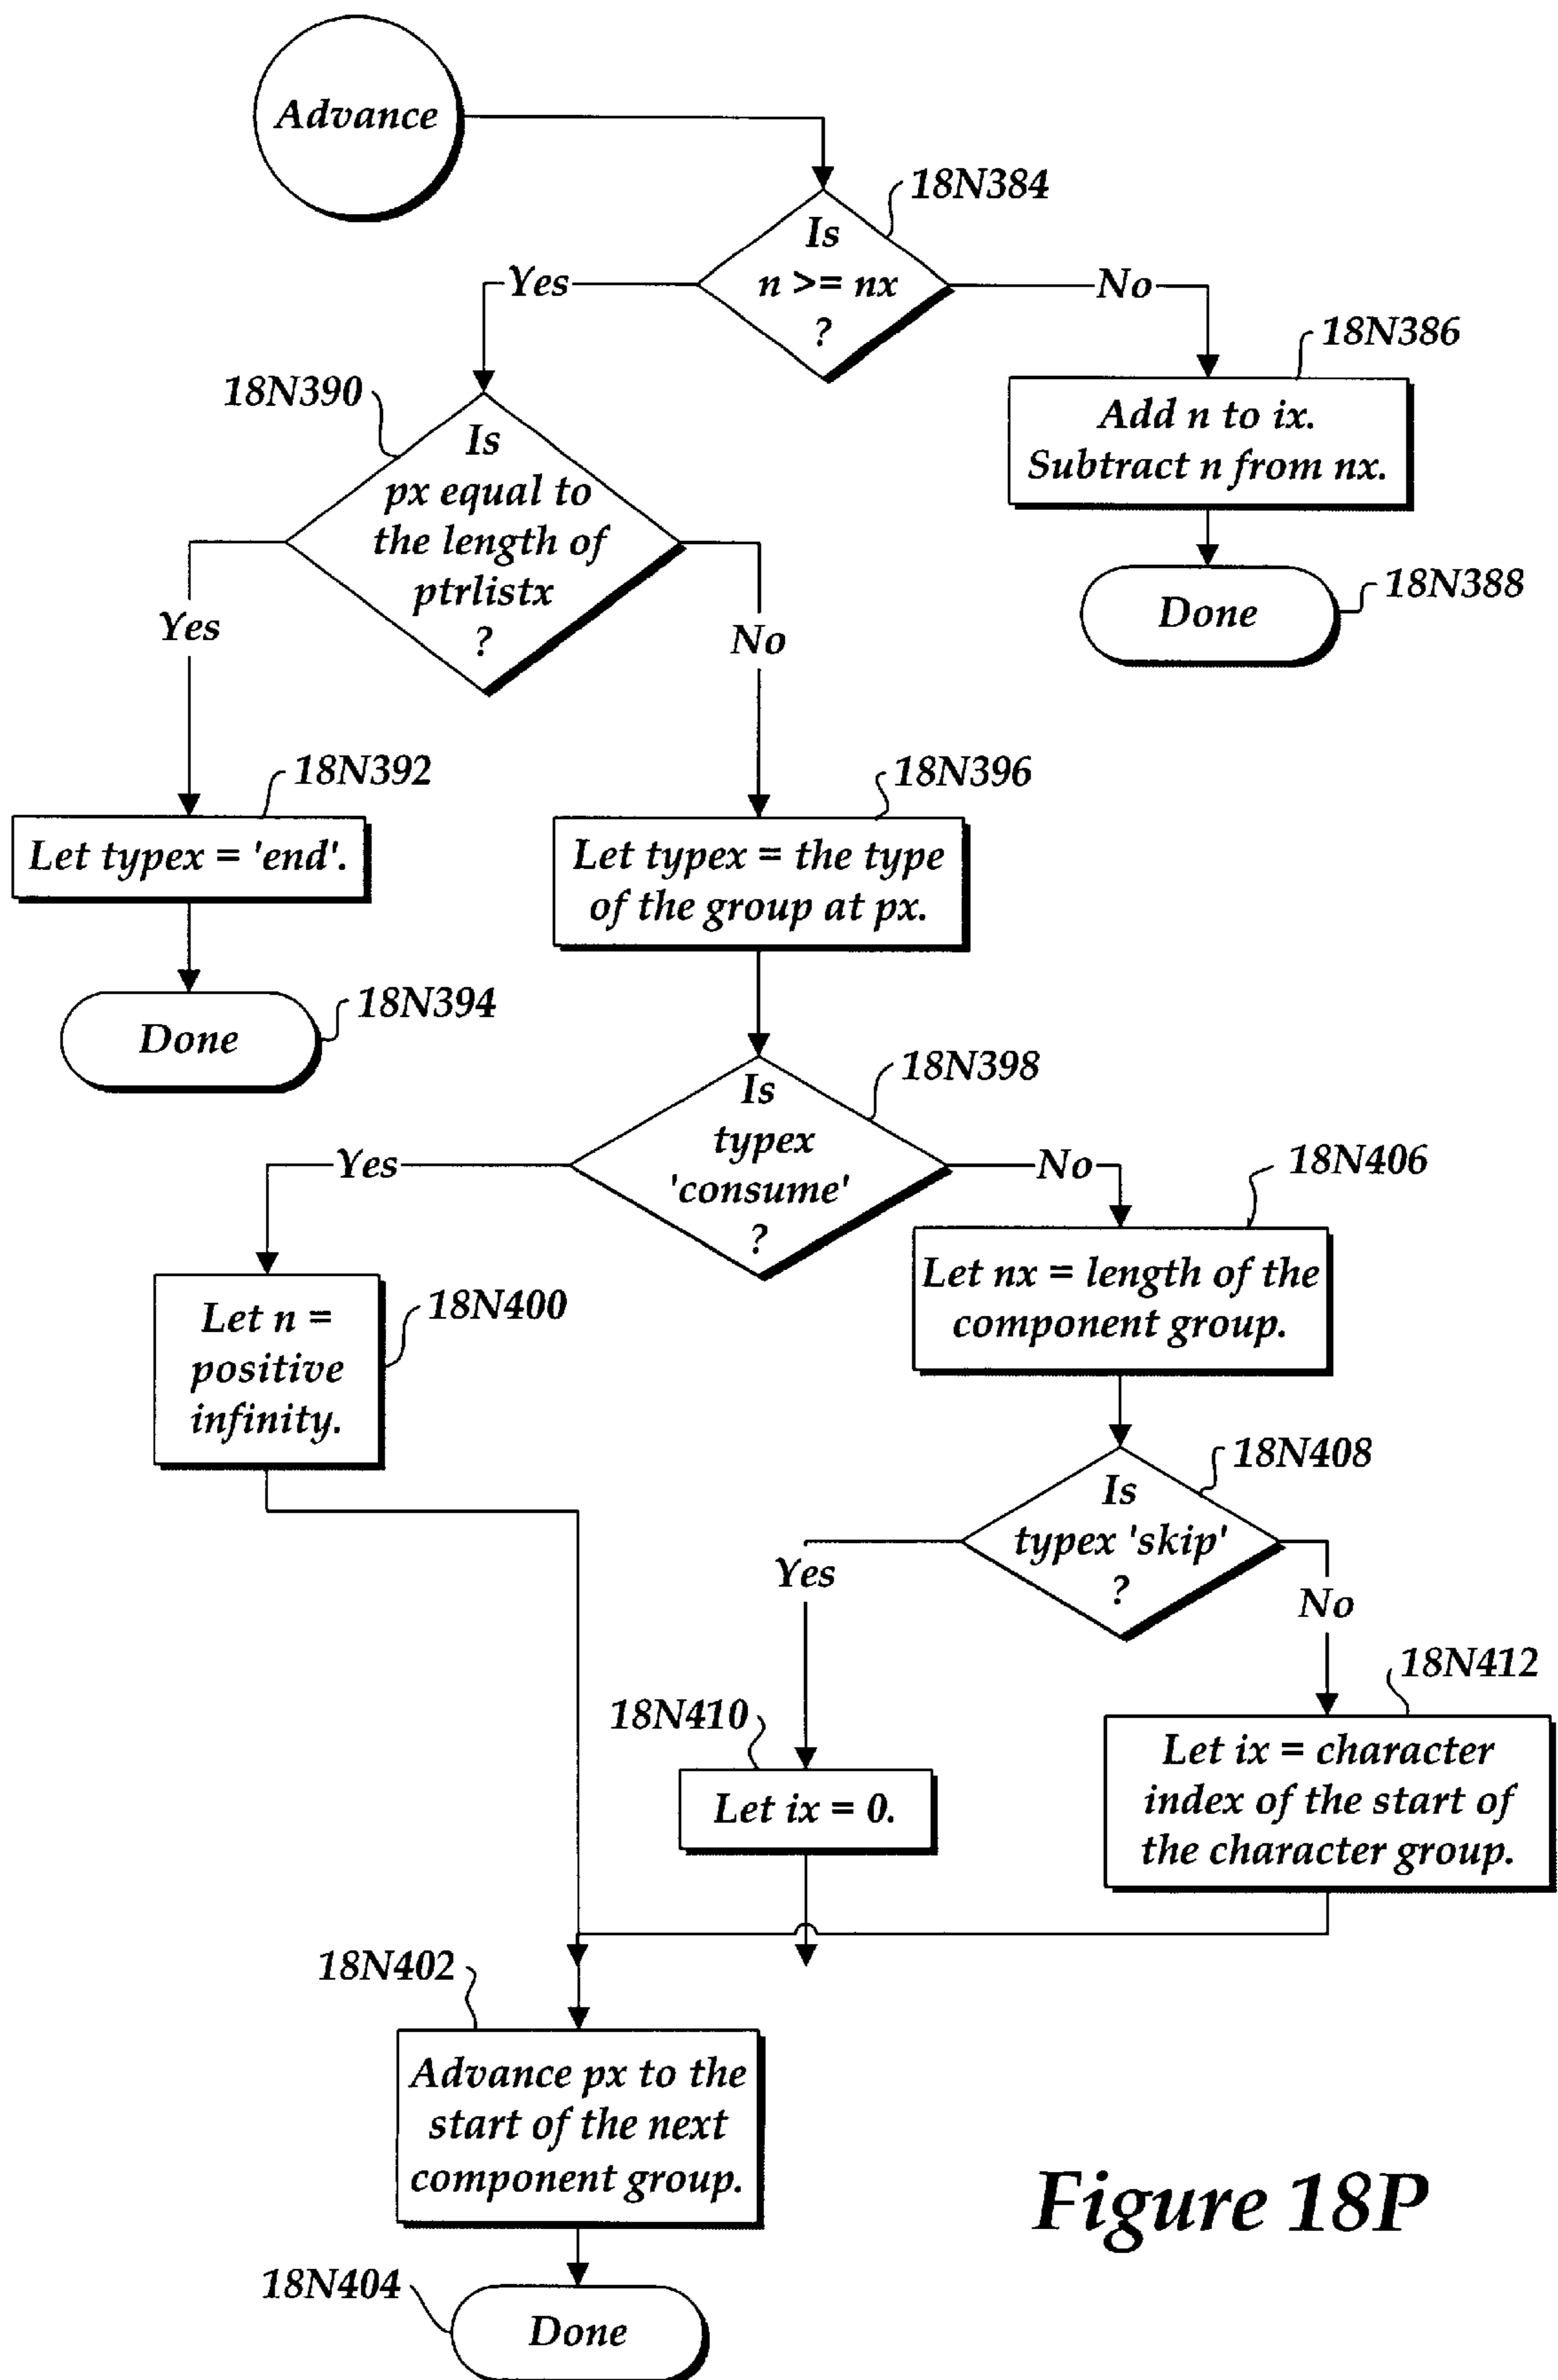 Advance
18N384
Is
n >= nx
?
Yes
No
18N386
Add n to ix.
Subtract n from nx.
18N388
Done
18N390
Is
px equal to
the length of
ptrlistx
?
Yes
No
18N392
Let typex = 'end'.
18N394
Done
18N396
Let typex = the type
of the group at px.
18N398
Is
typex
'consume'
?
Yes
No
18N400
Let n =
positive
infinity.
18N406
Let nx = length of the
component group.
18N408
Is
typex 'skip'
?
Yes
No
18N410
Let ix = 0.
18N412
Let ix = character
index of the start of
the character group.
18N402
Advance px to the
start of the next
component group.
18N404
Done
Figure 18P